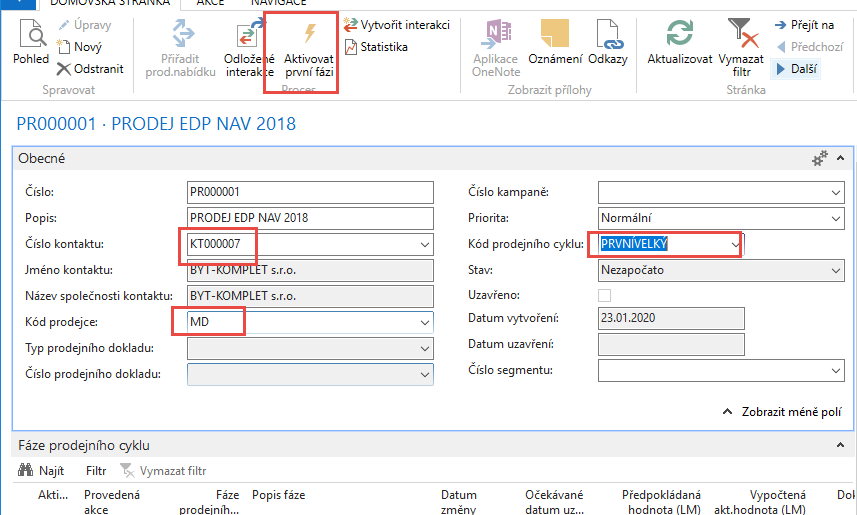 DOMOVSKÁ STRÁNKA AKCE NAVIGACE
Pohled
Úpravy
Nový
Odstranit
Spravovat
Přiřadit
prod.nabídku
Odložené
interakce
Aktivovat
první fázi
Vytvořit interakci
Statistika
Proces
Aplikace
OneNote
Oznámení
Odkazy
Zobrazit přílohy
Aktualizovat
Vymazat
filtr
Přejít na
Předchozí
Další
Stránka
PR000001 · PRODEJ EDP NAV 2018
Obecné
Číslo: PR000001
Popis: PRODEJ EDP NAV 2018
Číslo kontaktu: KT000007
Jméno kontaktu: BYT-KOMPLET s.r.o.
Název společnosti kontaktu: BYT-KOMPLET s.r.o.
Kód prodejce: MD
Typ prodejního dokladu:
Číslo prodejního dokladu:
Číslo kampaně:
Priorita: Normální
Kód prodejního cyklu: PRVNÍVELKÝ
Stav: Nezapočato
Uzavřeno:
Datum vytvoření: 23.01.2020
Datum uzavření:
Číslo segmentu:
Zobrazit méně polí
Fáze prodejního cyklu
Najít Filtr Vymazat filtr
Akti... Provedená Fáze Popis fáze Datum Očekávané Předpokládaná Vypočtená Dok
akce prodejního... změny datum uz... hodnota (LM) akt.hodnota (LM)